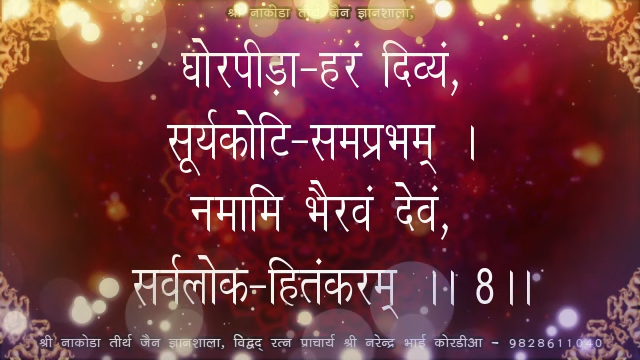 श्री नाकोडा तीर्थ जैन ज्ञानशाला,
घोरपीड़ा-हरं दिव्यं,
सूर्यकोटि-समप्रभम् ।
नमामि भैरवं देवं,
सर्वलोक-हितंकरम् ।। 8।।
श्री नाकोडा तीर्थ जैन ज्ञानशाला, विद्वद् रत्न प्राचार्य श्री नरेन्द्र भाई कोरडीआ - 9828611040